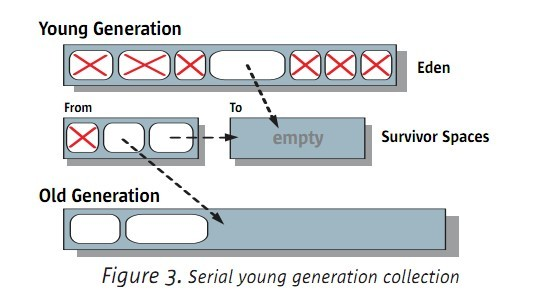 Young Generation
Eden
From
To
empty
Survivor Spaces
Old Generation
Figure 3. Serial young generation collection